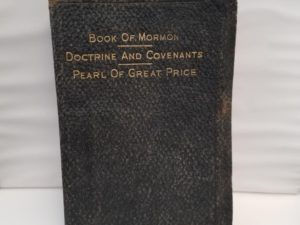 Book Of Mormon
Doctrine And Covenants
Pearl Of Great Price